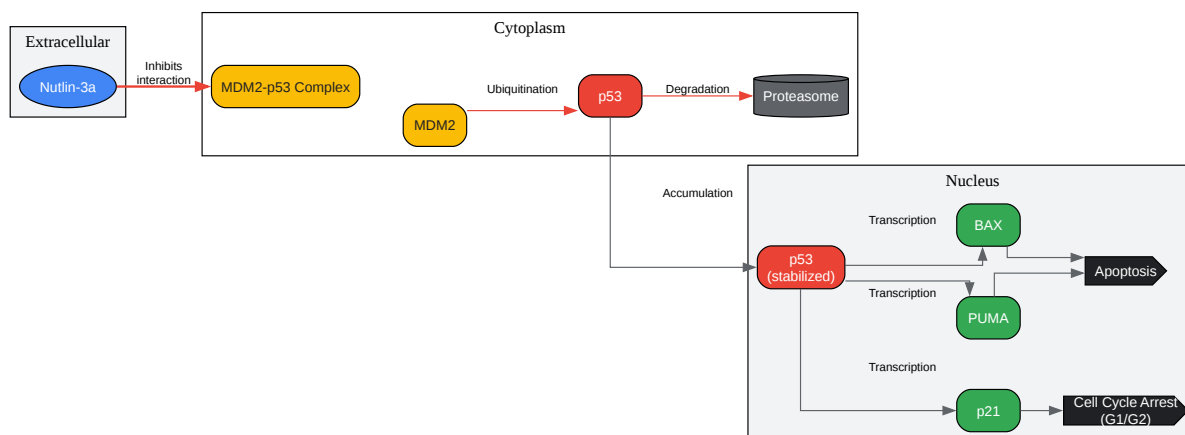 Extracellular
Nutlin-3a
Inhibits
interaction
Cytoplasm
MDM2-p53 Complex
MDM2
Ubiquitination
p53
Degradation
Proteasome
Accumulation
Nucleus
p53
(stabilized)
Transcription
BAX
Transcription
PUMA
Apoptosis
Transcription
p21
Cell Cycle Arrest
(G1/G2)